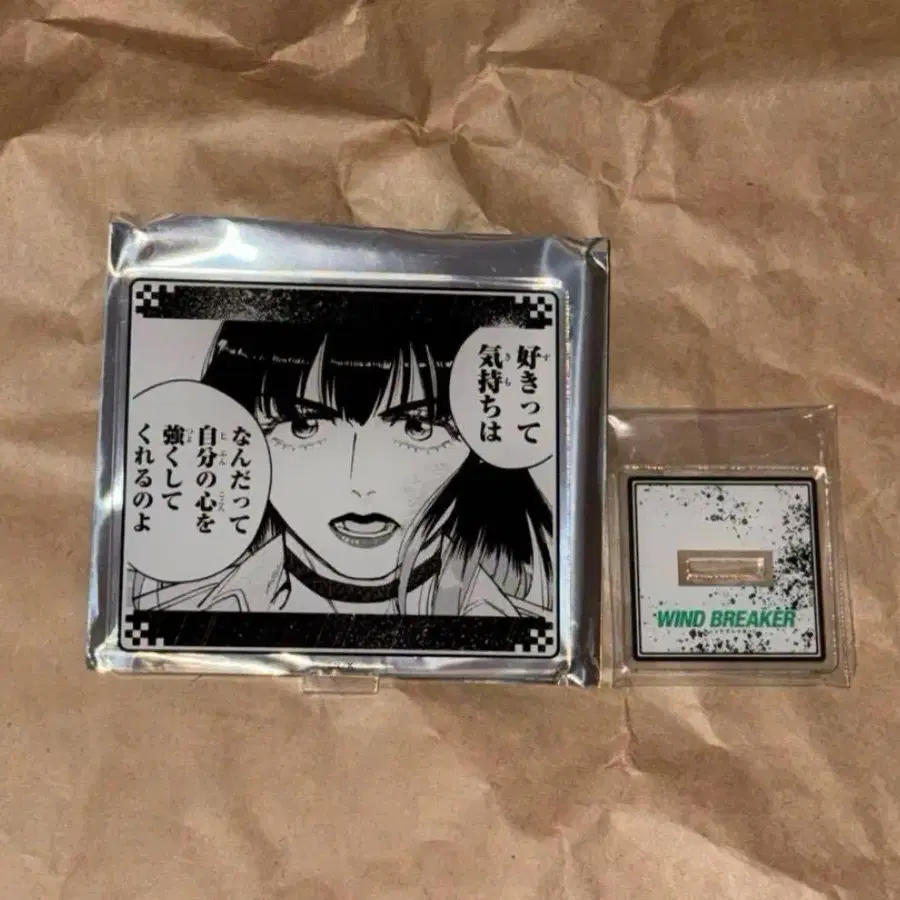 好きって
気持ちは
なんだって
自分の心を
強くして
くれるのよ
WIND BREAKER